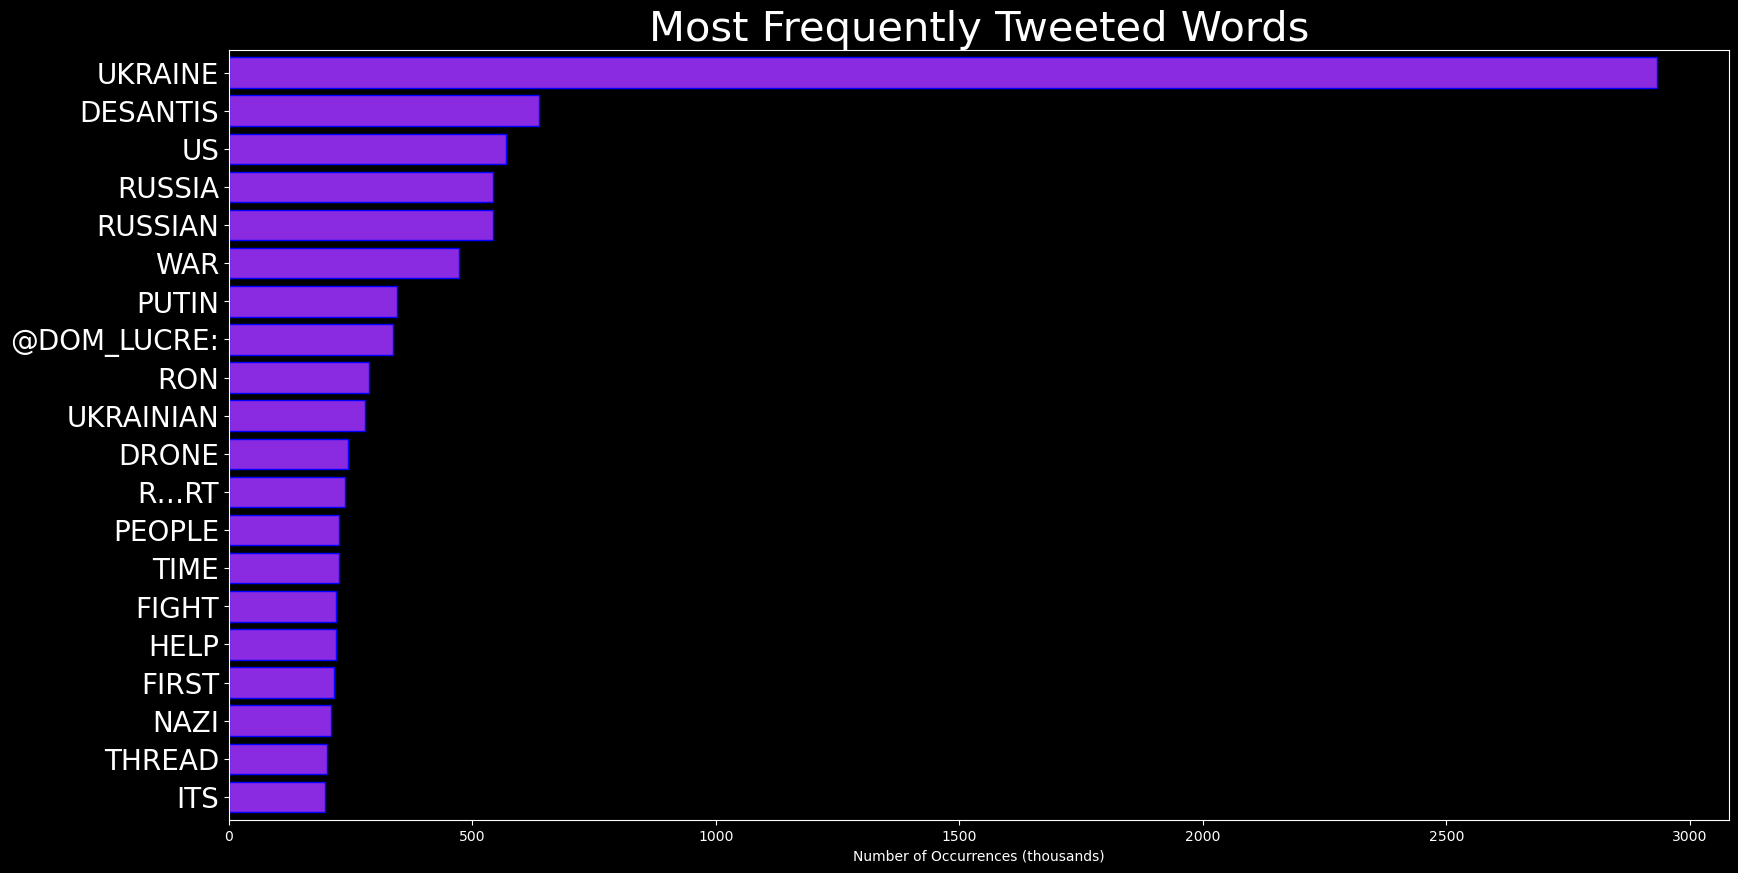 Most Frequently Tweeted Words
UKRAINE
DESANTIS
US
RUSSIA
RUSSIAN
WAR
PUTIN
@DOM_LUCRE:
RON
UKRAINIAN
DRONE
R...RT
PEOPLE
TIME
FIGHT
HELP
FIRST
NAZI
THREAD
ITS
0 500 1000 1500 2000 2500 3000
Number of Occurrences (thousands)